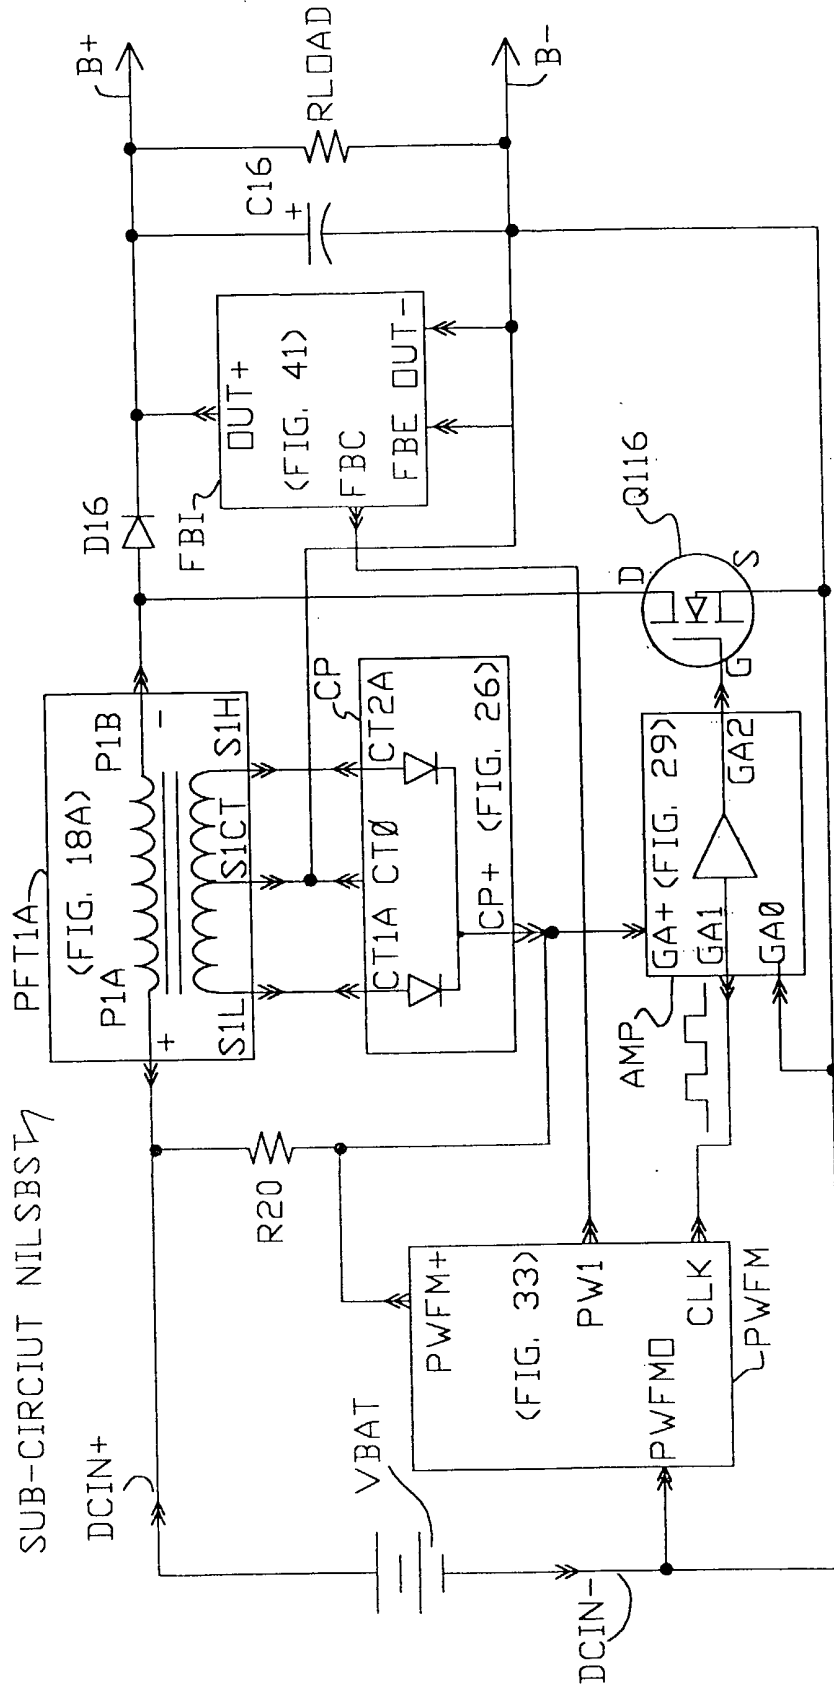 SUB-CIRCIUT NILSBST
DCIN+
PFT1A
(FIG. 18A)
P1A
P1B
+
-
S1L
S1CT
S1H
D16
B+
FBI
OUT+
(FIG. 41)
FBC
FBE OUT-
C16
+
RLOAD
B-
R20
CT1A CTØ CT2A
CP
CP+ (FIG. 26)
VBAT
PWFM+
(FIG. 33)
PW1
PWFMO
CLK
PWFM
DCIN-
AMP
GA+ (FIG. 29)
GA1
GA2
GAØ
D
G
S
Q116